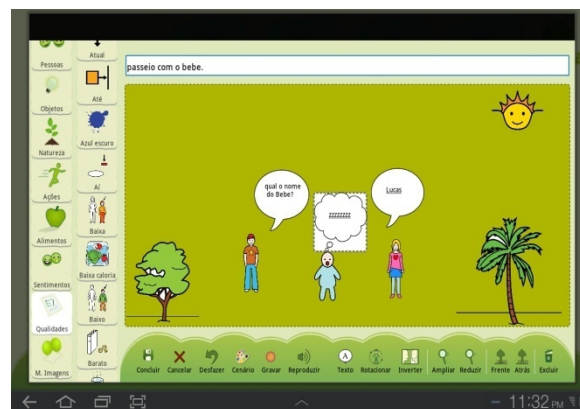 passeio com o bebe.
Pessoas
Objetos
Natureza
Ações
Alimentos
Sentimentos
Qualidades
M. Imagens
Atual
Até
Azul escuro
Aí
Baixa
Baixa caloria
Baixo
Barato
qual o nome
do Bebe?
zzzzzzzz
Lucas
Concluir Cancelar Desfazer Cenário Gravar Reproduzir Texto Rotacionar Inverter Ampliar Reduzir Frente Atrás Excluir
A
11:32 PM